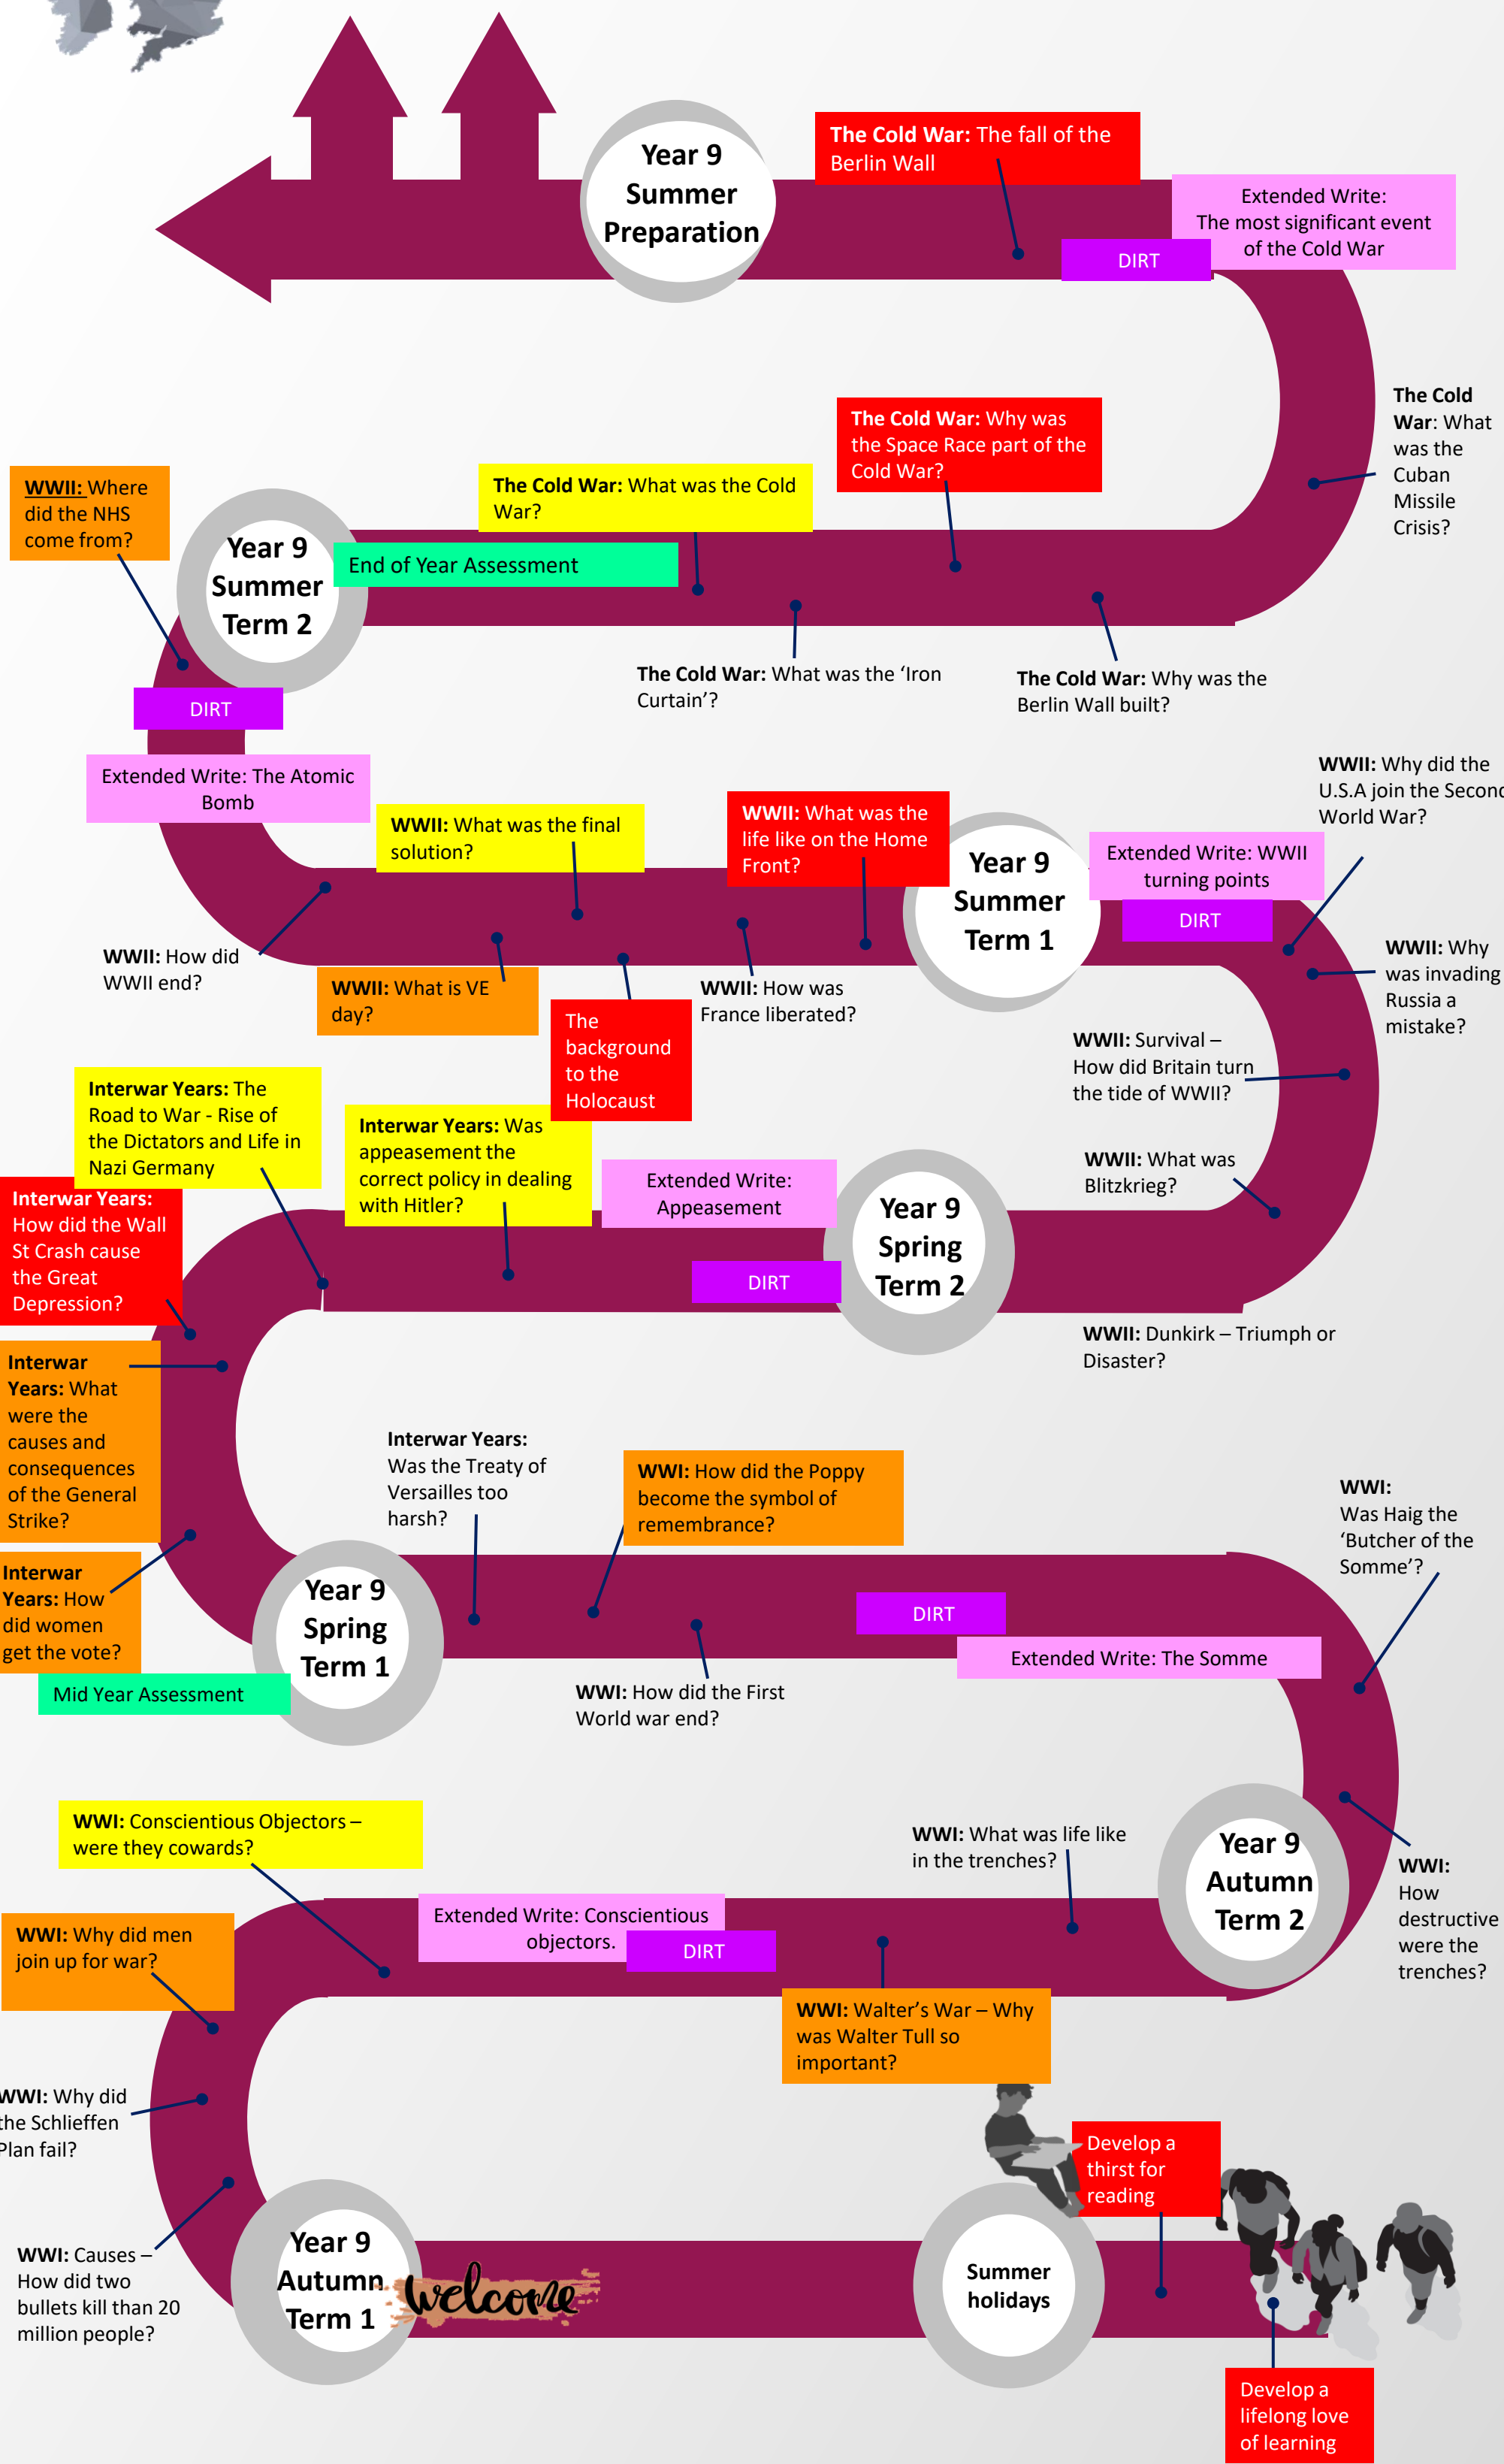 Year 9
Summer
Preparation
The Cold War: The fall of the
Berlin Wall
Extended Write:
The most significant event
of the Cold War
DIRT
The Cold
War: What
was the
Cuban
Missile
Crisis?
The Cold War: Why was
the Space Race part of the
Cold War?
The Cold War: What was the Cold
War?
WWII: Where
did the NHS
come from?
Year 9
Summer
Term 2
End of Year Assessment
The Cold War: What was the ‘Iron
Curtain’?
The Cold War: Why was the
Berlin Wall built?
DIRT
Extended Write: The Atomic
Bomb
WWII: What was the final
solution?
WWII: What was the
life like on the Home
Front?
Year 9
Summer
Term 1
Extended Write: WWII
turning points
DIRT
WWII: Why did the
U.S.A join the Second
World War?
WWII: Why
was invading
Russia a
mistake?
WWII: How did
WWII end?
WWII: What is VE
day?
The
background
to the
Holocaust
WWII: How was
France liberated?
WWII: Survival –
How did Britain turn
the tide of WWII?
WWII: What was
Blitzkrieg?
Interwar Years: The
Road to War - Rise of
the Dictators and Life in
Nazi Germany
Interwar Years: Was
appeasement the
correct policy in dealing
with Hitler?
Extended Write:
Appeasement
DIRT
Year 9
Spring
Term 2
Interwar Years:
How did the Wall
St Crash cause
the Great
Depression?
WWII: Dunkirk – Triumph or
Disaster?
Interwar
Years: What
were the
causes and
consequences
of the General
Strike?
Interwar Years:
Was the Treaty of
Versailles too
harsh?
WWI: How did the Poppy
become the symbol of
remembrance?
WWI:
Was Haig the
‘Butcher of the
Somme’?
Interwar
Years: How
did women
get the vote?
Year 9
Spring
Term 1
DIRT
Extended Write: The Somme
Mid Year Assessment
WWI: How did the First
World war end?
WWI: Conscientious Objectors –
were they cowards?
WWI: What was life like
in the trenches?
Year 9
Autumn
Term 2
WWI:
How
destructive
were the
trenches?
Extended Write: Conscientious
objectors.
DIRT
WWI: Why did men
join up for war?
WWI: Walter’s War – Why
was Walter Tull so
important?
WWI: Why did
the Schlieffen
Plan fail?
Develop a
thirst for
reading
WWI: Causes –
How did two
bullets kill than 20
million people?
Year 9
Autumn
Term 1
welcome
Summer
holidays
Develop a
lifelong love
of learning